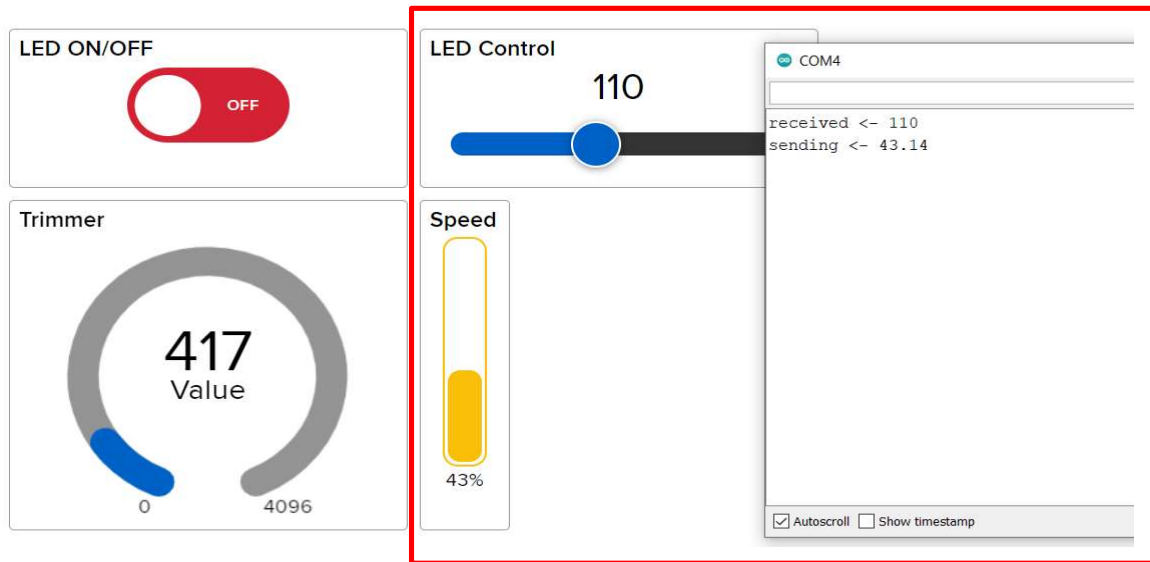 LED ON/OFF
OFF
LED Control
110
COM4
received <- 110
sending <- 43.14
Trimmer
417
Value
0
4096
Speed
43%
Autoscroll
Show timestamp